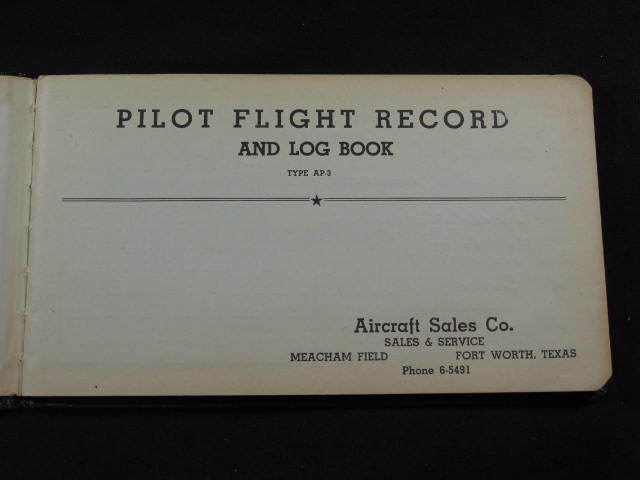 PILOT FLIGHT RECORD
AND LOG BOOK
TYPE AP-3
Aircraft Sales Co.
SALES & SERVICE
MEACHAM FIELD FORT WORTH, TEXAS
Phone 6-5491